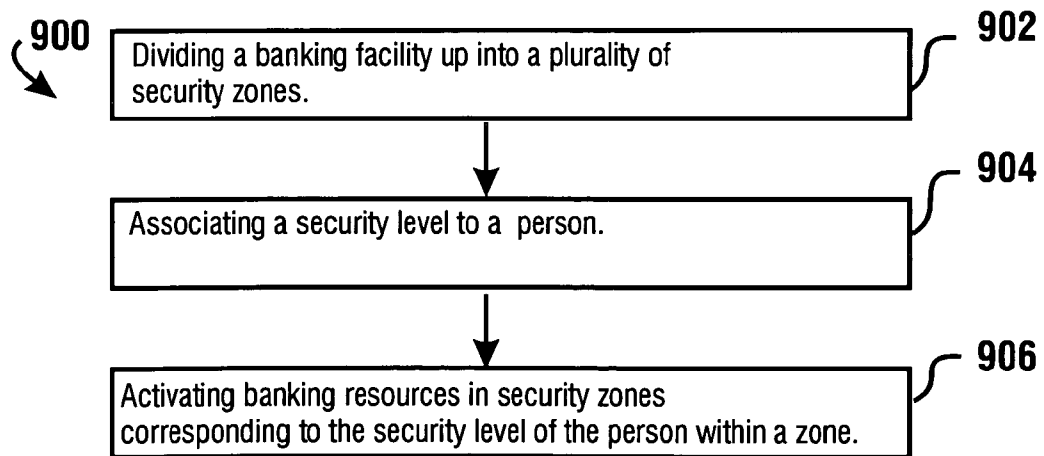 900
902
Dividing a banking facility up into a plurality of
security zones.
904
Associating a security level to a person.
906
Activating banking resources in security zones
corresponding to the security level of the person within a zone.